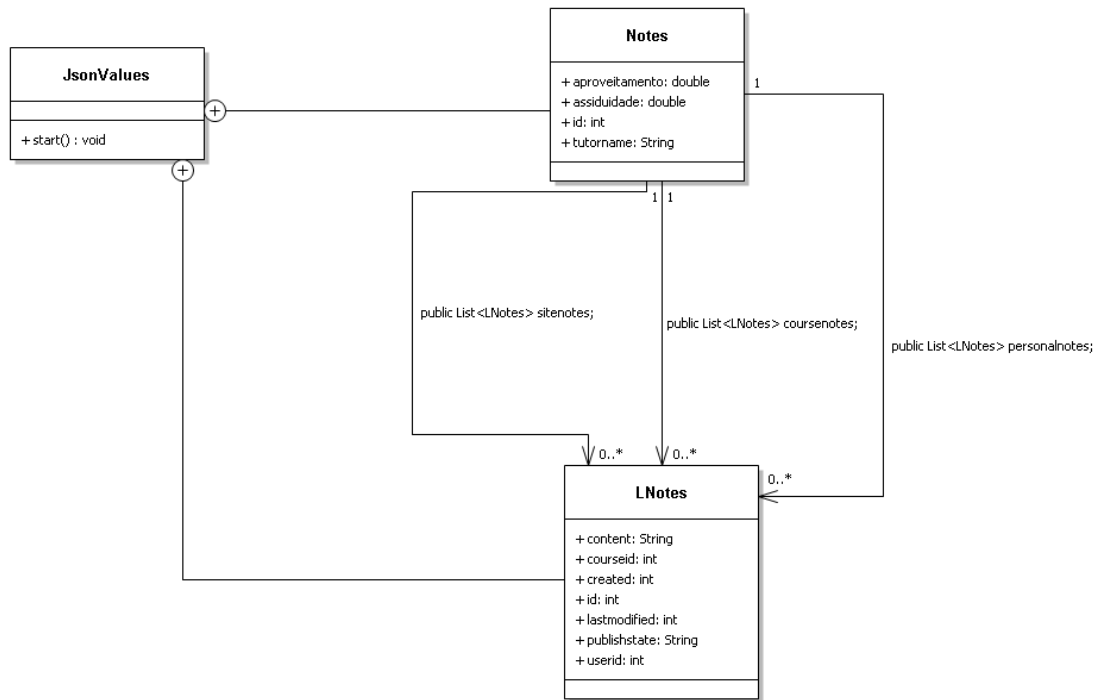 JsonValues
+ start() : void
Notes
+ aproveitamento: double
+ assiduidade: double
+ id: int
+ tutorname: String
1
1
1
public List<LNotes> sitenotes;
public List<LNotes> coursenotes;
public List<LNotes> personalnotes;
0..*
0..*
0..*
LNotes
+ content: String
+ courseid: int
+ created: int
+ id: int
+ lastmodified: int
+ publishstate: String
+ userid: int